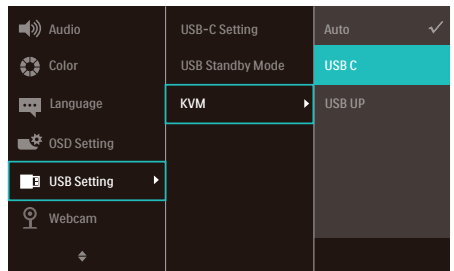 Audio
Color
Language
OSD Setting
USB Setting
Webcam
USB-C Setting
USB Standby Mode
KVM
Auto
USB C
USB UP